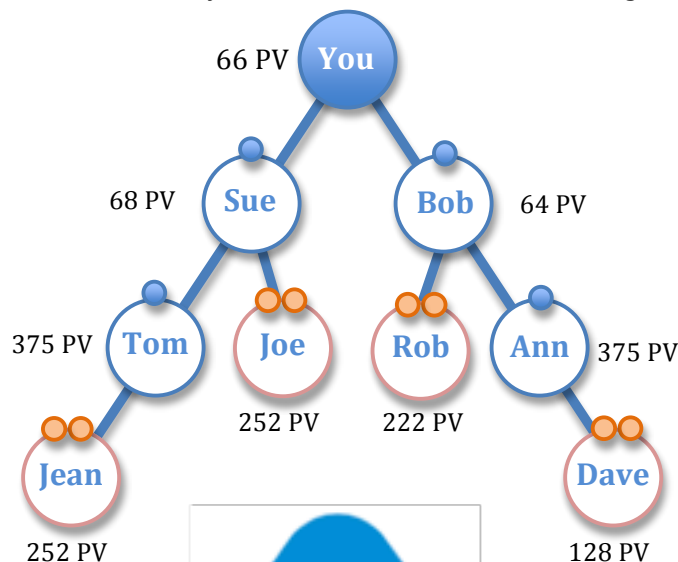 66 PV You
68 PV Sue Bob 64 PV
375 PV Tom Joe Rob Ann 375 PV
252 PV 222 PV
Jean Dave
252 PV 128 PV